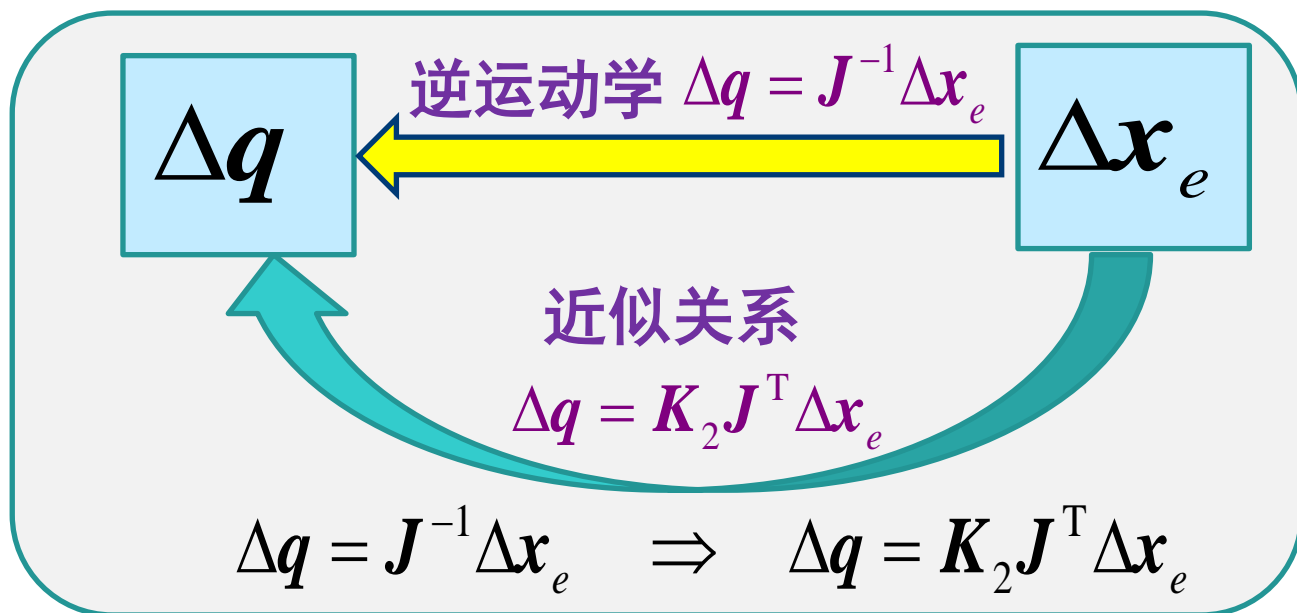 逆运动学 Δq = J⁻¹Δxₑ
Δq
Δxₑ
近似关系
Δq = K₂JᵀΔxₑ
Δq = J⁻¹Δxₑ ⇒ Δq = K₂JᵀΔxₑ